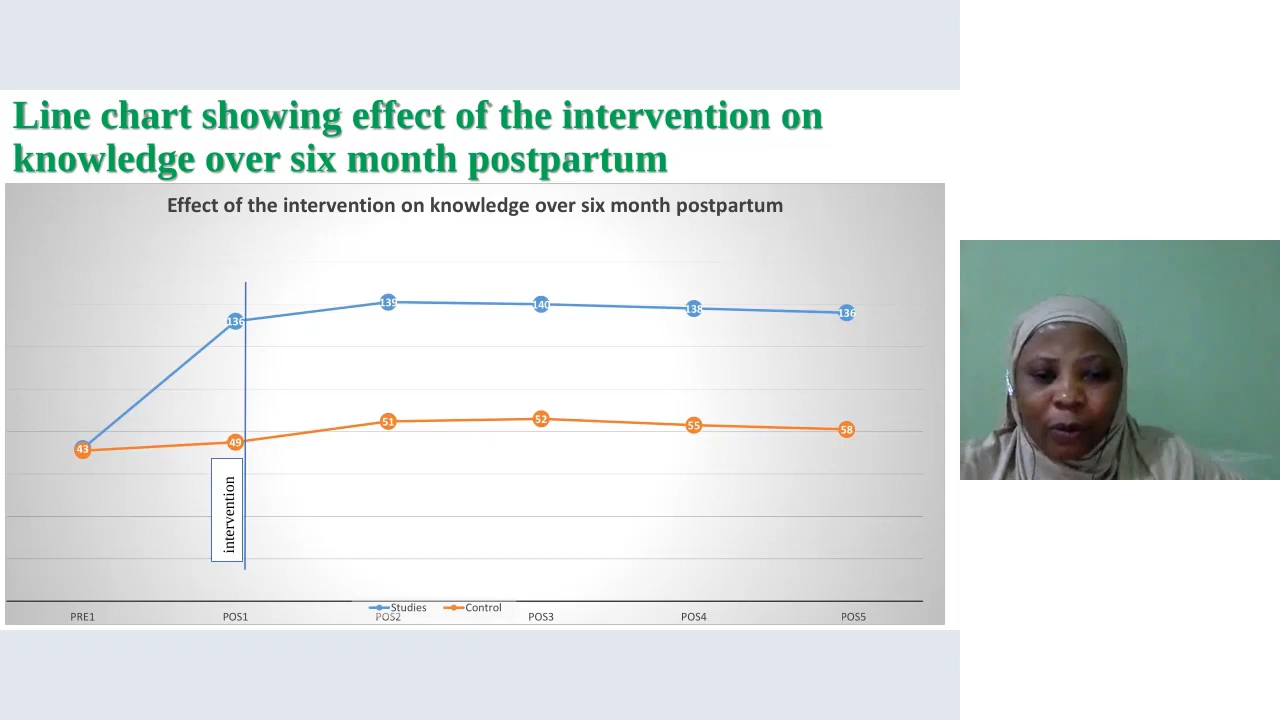 Line chart showing effect of the intervention on
knowledge over six month postpartum
Effect of the intervention on knowledge over six month postpartum
136
139
140
138
136
43
49
51
52
55
58
intervention
Studies
Control
PRE1
POS1
POS2
POS3
POS4
POS5